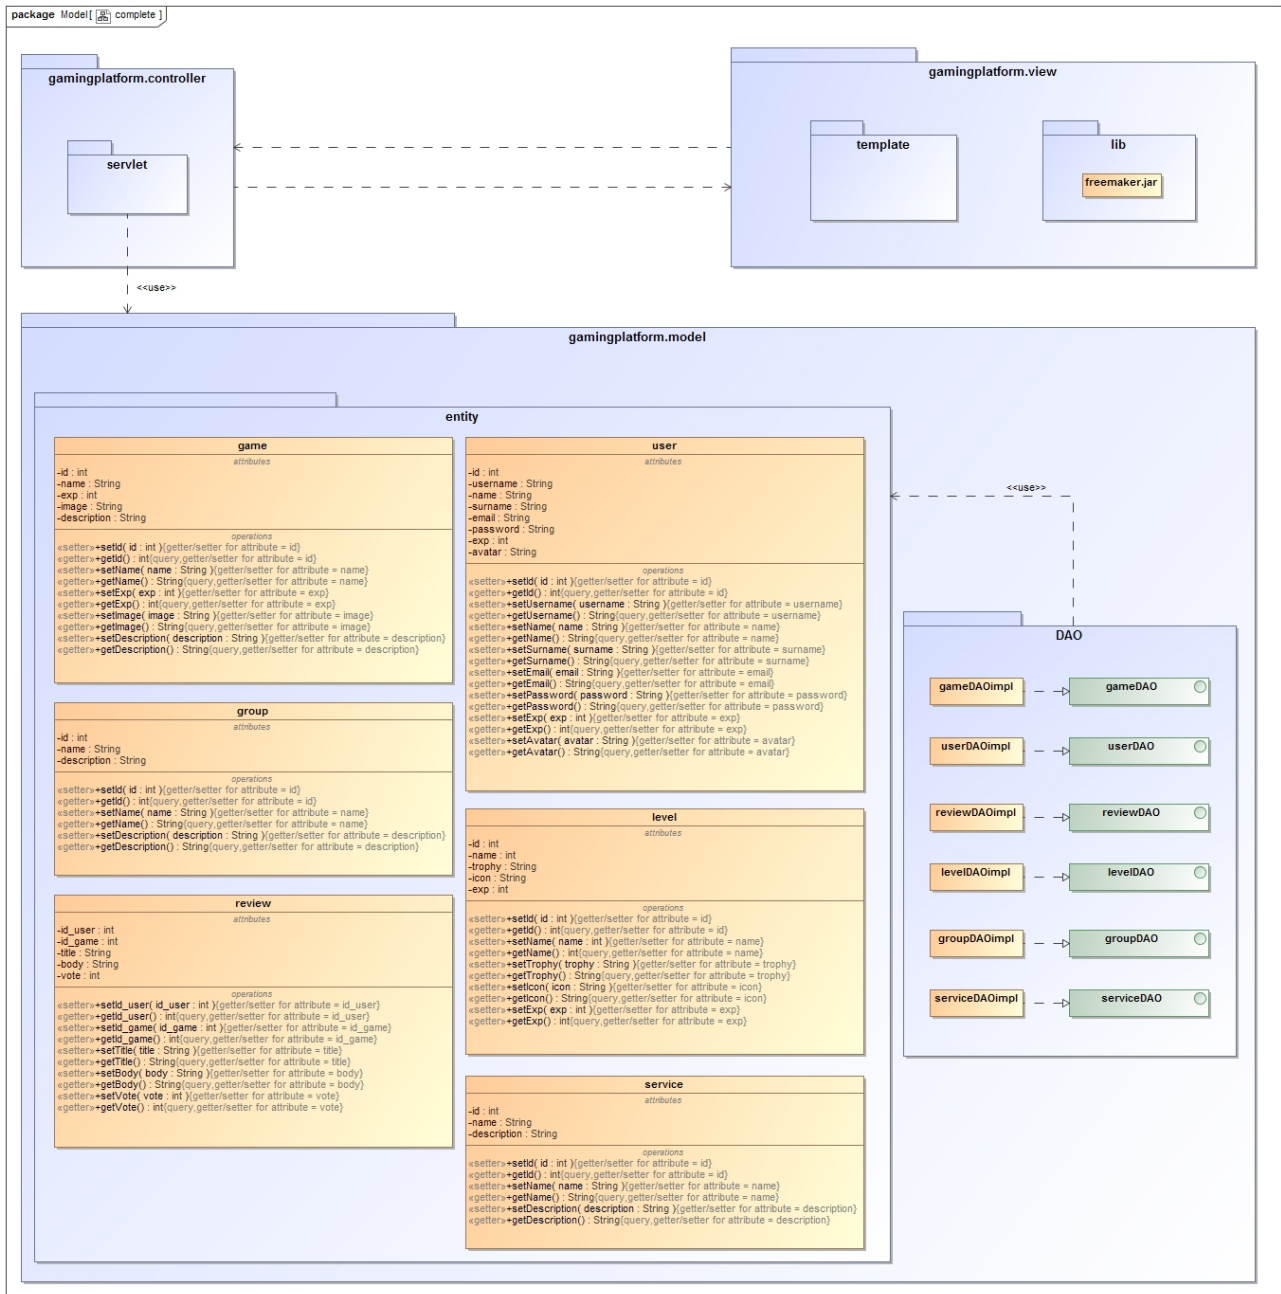 package Model[ complete ]
gamingplatform.controller
servlet
gamingplatform.view
template
lib
freemaker.jar
<<use>>
gamingplatform.model
entity
game
attributes
-id : int
-name : String
-exp : int
-image : String
-description : String
operations
«setter»+setId( id : int ){getter/setter for attribute = id}
«getter»+getId() : int{query,getter/setter for attribute = id}
«setter»+setName( name : String ){getter/setter for attribute = name}
«getter»+getName() : String{query,getter/setter for attribute = name}
«setter»+setExp( exp : int ){getter/setter for attribute = exp}
«getter»+getExp() : int{query,getter/setter for attribute = exp}
«setter»+setImage( image : String ){getter/setter for attribute = image}
«getter»+getImage() : String{query,getter/setter for attribute = image}
«setter»+setDescription( description : String ){getter/setter for attribute = description}
«getter»+getDescription() : String{query,getter/setter for attribute = description}
group
attributes
-id : int
-name : String
-description : String
operations
«setter»+setId( id : int ){getter/setter for attribute = id}
«getter»+getId() : int{query,getter/setter for attribute = id}
«setter»+setName( name : String ){getter/setter for attribute = name}
«getter»+getName() : String{query,getter/setter for attribute = name}
«setter»+setDescription( description : String ){getter/setter for attribute = description}
«getter»+getDescription() : String{query,getter/setter for attribute = description}
review
attributes
-id_user : int
-id_game : int
-title : String
-body : String
-vote : int
operations
«setter»+setId_user( id_user : int ){getter/setter for attribute = id_user}
«getter»+getId_user() : int{query,getter/setter for attribute = id_user}
«setter»+setId_game( id_game : int ){getter/setter for attribute = id_game}
«getter»+getId_game() : int{query,getter/setter for attribute = id_game}
«setter»+setTitle( title : String ){getter/setter for attribute = title}
«getter»+getTitle() : String{query,getter/setter for attribute = title}
«setter»+setBody( body : String ){getter/setter for attribute = body}
«getter»+getBody() : String{query,getter/setter for attribute = body}
«setter»+setVote( vote : int ){getter/setter for attribute = vote}
«getter»+getVote() : int{query,getter/setter for attribute = vote}
user
attributes
-id : int
-username : String
-name : String
-surname : String
-email : String
-password : String
-exp : int
-avatar : String
operations
«setter»+setId( id : int ){getter/setter for attribute = id}
«getter»+getId() : int{query,getter/setter for attribute = id}
«setter»+setUsername( username : String ){getter/setter for attribute = username}
«getter»+getUsername() : String{query,getter/setter for attribute = username}
«setter»+setName( name : String ){getter/setter for attribute = name}
«getter»+getName() : String{query,getter/setter for attribute = name}
«setter»+setSurname( surname : String ){getter/setter for attribute = surname}
«getter»+getSurname() : String{query,getter/setter for attribute = surname}
«setter»+setEmail( email : String ){getter/setter for attribute = email}
«getter»+getEmail() : String{query,getter/setter for attribute = email}
«setter»+setPassword( password : String ){getter/setter for attribute = password}
«getter»+getPassword() : String{query,getter/setter for attribute = password}
«setter»+setExp( exp : int ){getter/setter for attribute = exp}
«getter»+getExp() : int{query,getter/setter for attribute = exp}
«setter»+setAvatar( avatar : String ){getter/setter for attribute = avatar}
«getter»+getAvatar() : String{query,getter/setter for attribute = avatar}
level
attributes
-id : int
-name : int
-trophy : String
-icon : String
-exp : int
operations
«setter»+setId( id : int ){getter/setter for attribute = id}
«getter»+getId() : int{query,getter/setter for attribute = id}
«setter»+setName( name : int ){getter/setter for attribute = name}
«getter»+getName() : int{query,getter/setter for attribute = name}
«setter»+setTrophy( trophy : String ){getter/setter for attribute = trophy}
«getter»+getTrophy() : String{query,getter/setter for attribute = trophy}
«setter»+setIcon( icon : String ){getter/setter for attribute = icon}
«getter»+getIcon() : String{query,getter/setter for attribute = icon}
«setter»+setExp( exp : int ){getter/setter for attribute = exp}
«getter»+getExp() : int{query,getter/setter for attribute = exp}
service
attributes
-id : int
-name : String
-description : String
operations
«setter»+setId( id : int ){getter/setter for attribute = id}
«getter»+getId() : int{query,getter/setter for attribute = id}
«setter»+setName( name : String ){getter/setter for attribute = name}
«getter»+getName() : String{query,getter/setter for attribute = name}
«setter»+setDescription( description : String ){getter/setter for attribute = description}
«getter»+getDescription() : String{query,getter/setter for attribute = description}
<<use>>
DAO
gameDAOimpl
gameDAO
userDAOimpl
userDAO
reviewDAOimpl
reviewDAO
levelDAOimpl
levelDAO
groupDAOimpl
groupDAO
serviceDAOimpl
serviceDAO